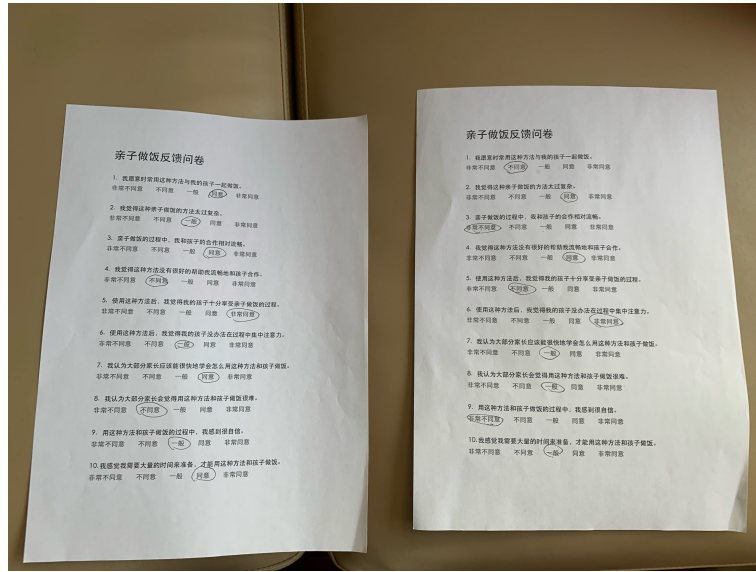 亲子做饭反馈问卷
1. 我愿意时常用这种方法与我的孩子一起做饭。
非常不同意 不同意 一般 同意 非常同意
2. 我觉得这种亲子做饭的方法太过复杂。
非常不同意 不同意 一般 同意 非常同意
3. 亲子做饭的过程中，我和孩子的合作相对流畅。
非常不同意 不同意 一般 同意 非常同意
4. 我觉得这种方法没有很好的帮助我流畅地和孩子合作。
非常不同意 不同意 一般 同意 非常同意
5. 使用这种方法后，我觉得我的孩子十分享受亲子做饭的过程。
非常不同意 不同意 一般 同意 非常同意
6. 使用这种方法后，我觉得我的孩子没办法在过程中集中注意力。
非常不同意 不同意 一般 同意 非常同意
7. 我认为大部分家长应该能很快地学会怎么用这种方法和孩子做饭。
非常不同意 不同意 一般 同意 非常同意
8. 我认为大部分家长会觉得用这种方法和孩子做饭很难。
非常不同意 不同意 一般 同意 非常同意
9. 用这种方法和孩子做饭的过程中，我感到很自信。
非常不同意 不同意 一般 同意 非常同意
10.我感觉我需要大量的时间来准备，才能用这种方法和孩子做饭。
非常不同意 不同意 一般 同意 非常同意
亲子做饭反馈问卷
1. 我愿意时常用这种方法与我的孩子一起做饭。
非常不同意 不同意 一般 同意 非常同意
2. 我觉得这种亲子做饭的方法太过复杂。
非常不同意 不同意 一般 同意 非常同意
3. 亲子做饭的过程中，我和孩子的合作相对流畅。
非常不同意 不同意 一般 同意 非常同意
4. 我觉得这种方法没有很好的帮助我流畅地和孩子合作。
非常不同意 不同意 一般 同意 非常同意
5. 使用这种方法后，我觉得我的孩子十分享受亲子做饭的过程。
非常不同意 不同意 一般 同意 非常同意
6. 使用这种方法后，我觉得我的孩子没办法在过程中集中注意力。
非常不同意 不同意 一般 同意 非常同意
7. 我认为大部分家长应该能很快地学会怎么用这种方法和孩子做饭。
非常不同意 不同意 一般 同意 非常同意
8. 我认为大部分家长会觉得用这种方法和孩子做饭很难。
非常不同意 不同意 一般 同意 非常同意
9. 用这种方法和孩子做饭的过程中，我感到很自信。
非常不同意 不同意 一般 同意 非常同意
10.我感觉我需要大量的时间来准备，才能用这种方法和孩子做饭。
非常不同意 不同意 一般 同意 非常同意